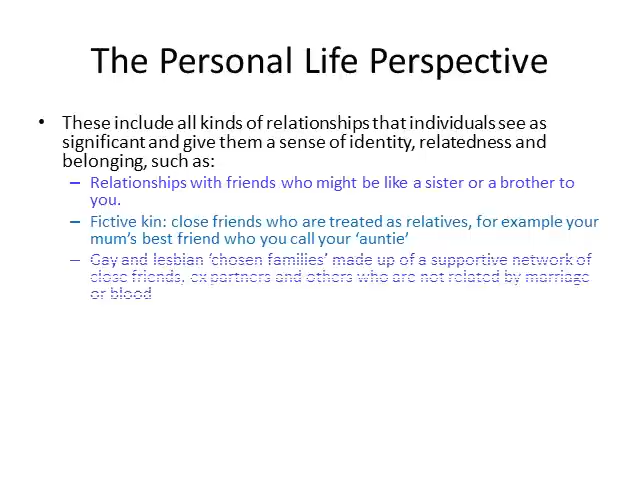 The Personal Life Perspective
• These include all kinds of relationships that individuals see as
significant and give them a sense of identity, relatedness and
belonging, such as:
– Relationships with friends who might be like a sister or a brother to
you.
– Fictive kin: close friends who are treated as relatives, for example your
mum’s best friend who you call your ‘auntie’
– Gay and lesbian ‘chosen families’ made up of a supportive network of
close friends, ex partners and others who are not related by marriage
or blood